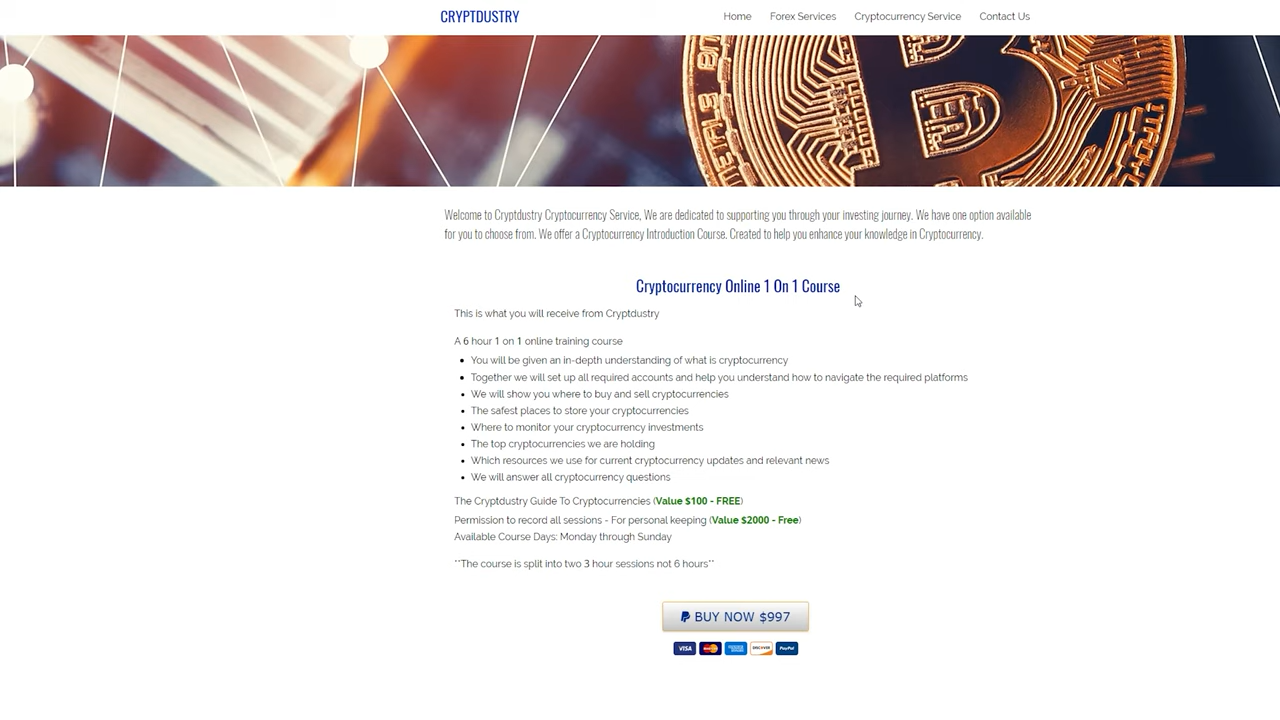 CRYPTDUSTRY
Home Forex Services Cryptocurrency Service Contact Us
Welcome to Cryptdustry Cryptocurrency Service, We are dedicated to supporting you through your investing journey. We have one option available
for you to choose from. We offer a Cryptocurrency Introduction Course. Created to help you enhance your knowledge in Cryptocurrency.
Cryptocurrency Online 1 On 1 Course
This is what you will receive from Cryptdustry
A 6 hour 1 on 1 online training course
• You will be given an in-depth understanding of what is cryptocurrency
• Together we will set up all required accounts and help you understand how to navigate the required platforms
• We will show you where to buy and sell cryptocurrencies
• The safest places to store your cryptocurrencies
• Where to monitor your cryptocurrency investments
• The top cryptocurrencies we are holding
• Which resources we use for current cryptocurrency updates and relevant news
• We will answer all cryptocurrency questions
The Cryptdustry Guide To Cryptocurrencies (Value $100 - FREE)
Permission to record all sessions - For personal keeping (Value $2000 - Free)
Available Course Days: Monday through Sunday
**The course is split into two 3 hour sessions not 6 hours**
BUY NOW $997
VISA MasterCard DISCOVER PayPal